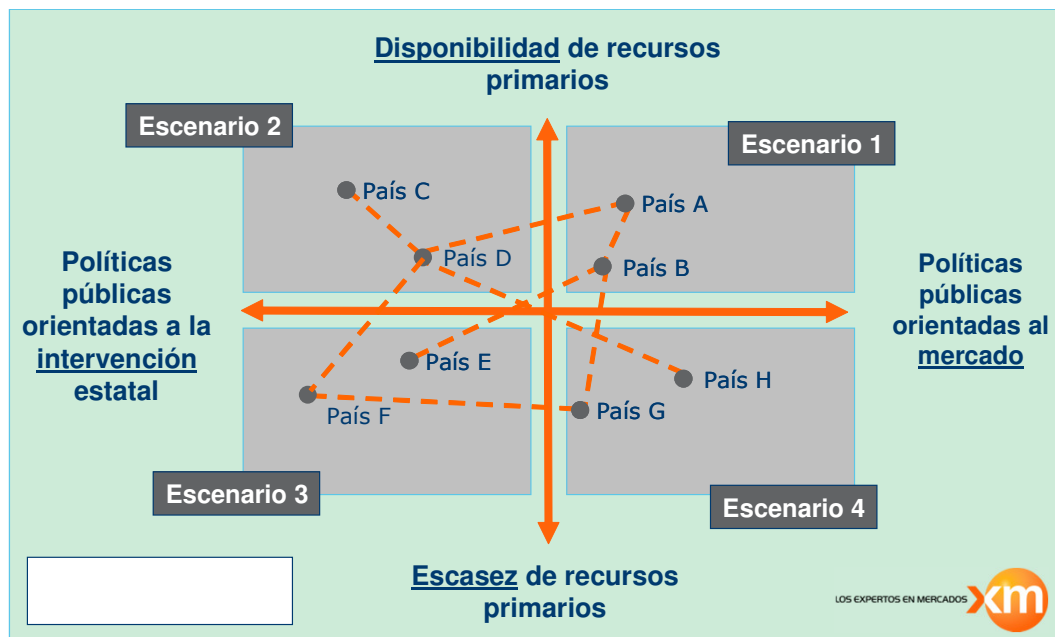 Disponibilidad de recursos
primarios
Escenario 2
Escenario 1
País C
País A
País D
País B
Políticas
públicas
orientadas a la
intervención
estatal
Políticas
públicas
orientadas al
mercado
País E
País H
País F
País G
Escenario 3
Escenario 4
Escasez de recursos
primarios
LOS EXPERTOS EN MERCADOS
xm